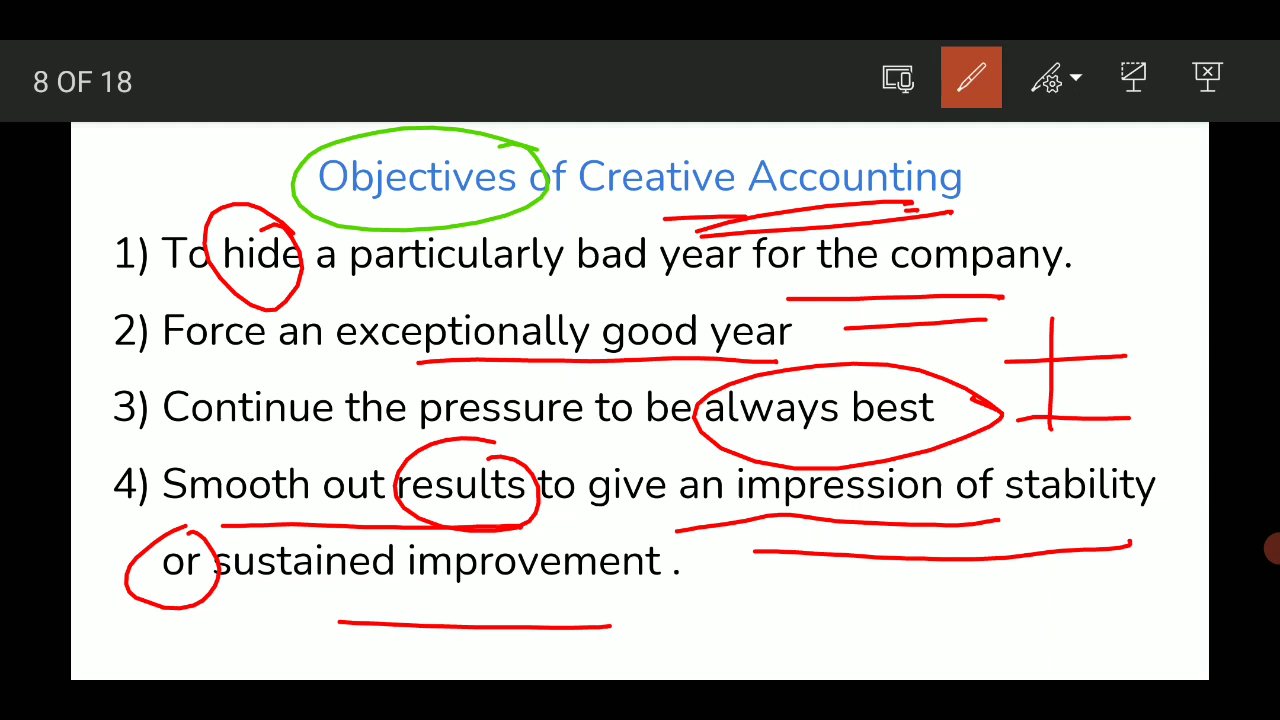 8 OF 18
Objectives of Creative Accounting
1) To hide a particularly bad year for the company.
2) Force an exceptionally good year
3) Continue the pressure to be always best
4) Smooth out results to give an impression of stability
or sustained improvement .